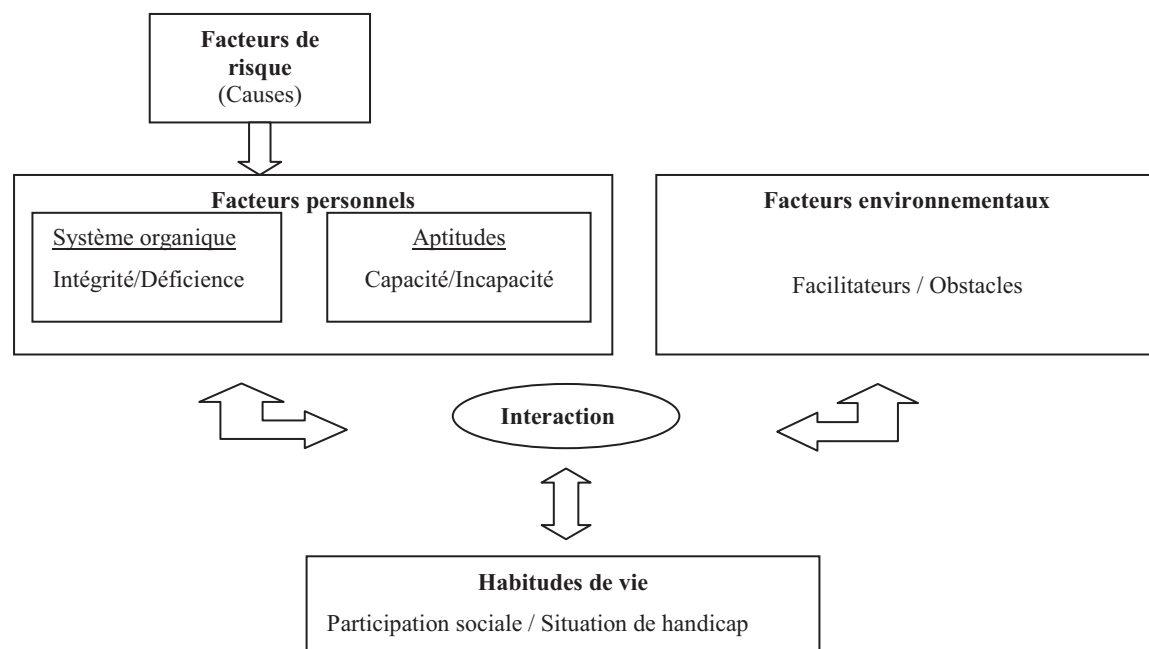 Facteurs de
risque
(Causes)
Facteurs personnels
Système organique
Intégrité/Déficience
Aptitudes
Capacité/Incapacité
Facteurs environnementaux
Facilitateurs / Obstacles
Interaction
Habitudes de vie
Participation sociale / Situation de handicap